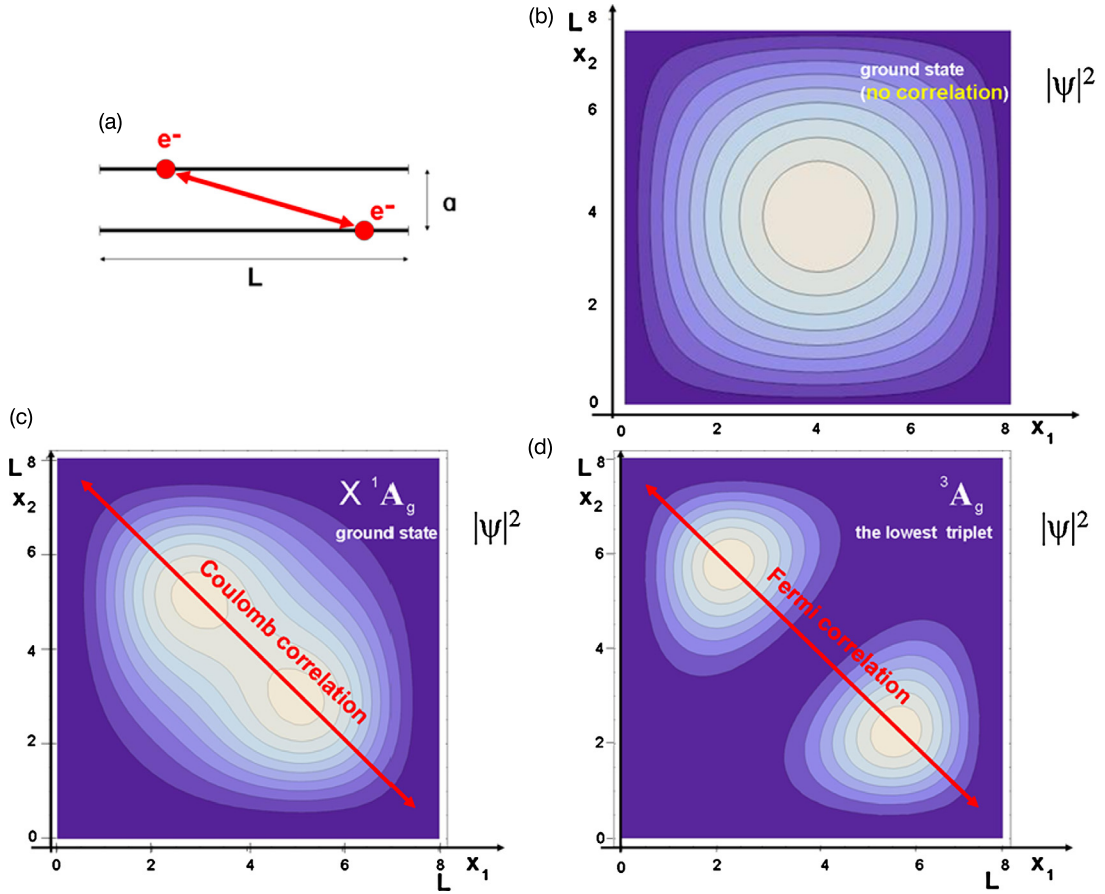 (a)
e⁻
e⁻
α
L
(b)
L 8
x₂
6
4
2
0
ground state
(no correlation)
|ψ|²
0 2 4 6 8
x₁
(c)
L 8
x₂
6
4
2
0
X ¹A_g
ground state
Coulomb correlation
|ψ|²
0 2 4 6 8
L x₁
(d)
L 8
x₂
6
4
2
0
³A_g
the lowest triplet
Fermi correlation
|ψ|²
0 2 4 6 8
L x₁